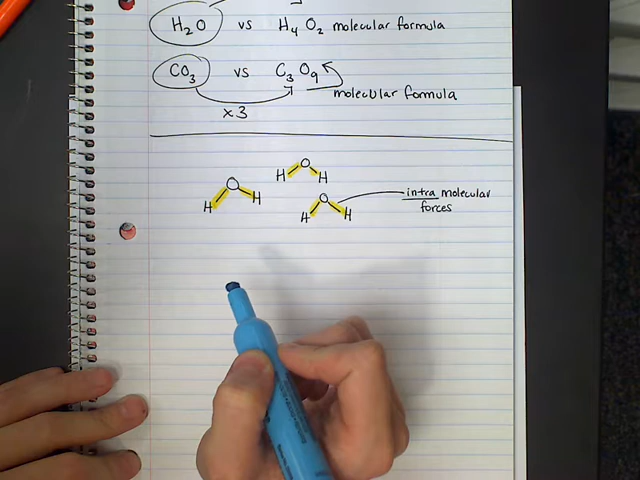 H₂O vs H₄O₂ molecular formula
CO₃ vs C₃O₉
molecular formula
x3
O
H H
O
H H
intra molecular
forces
O
H H